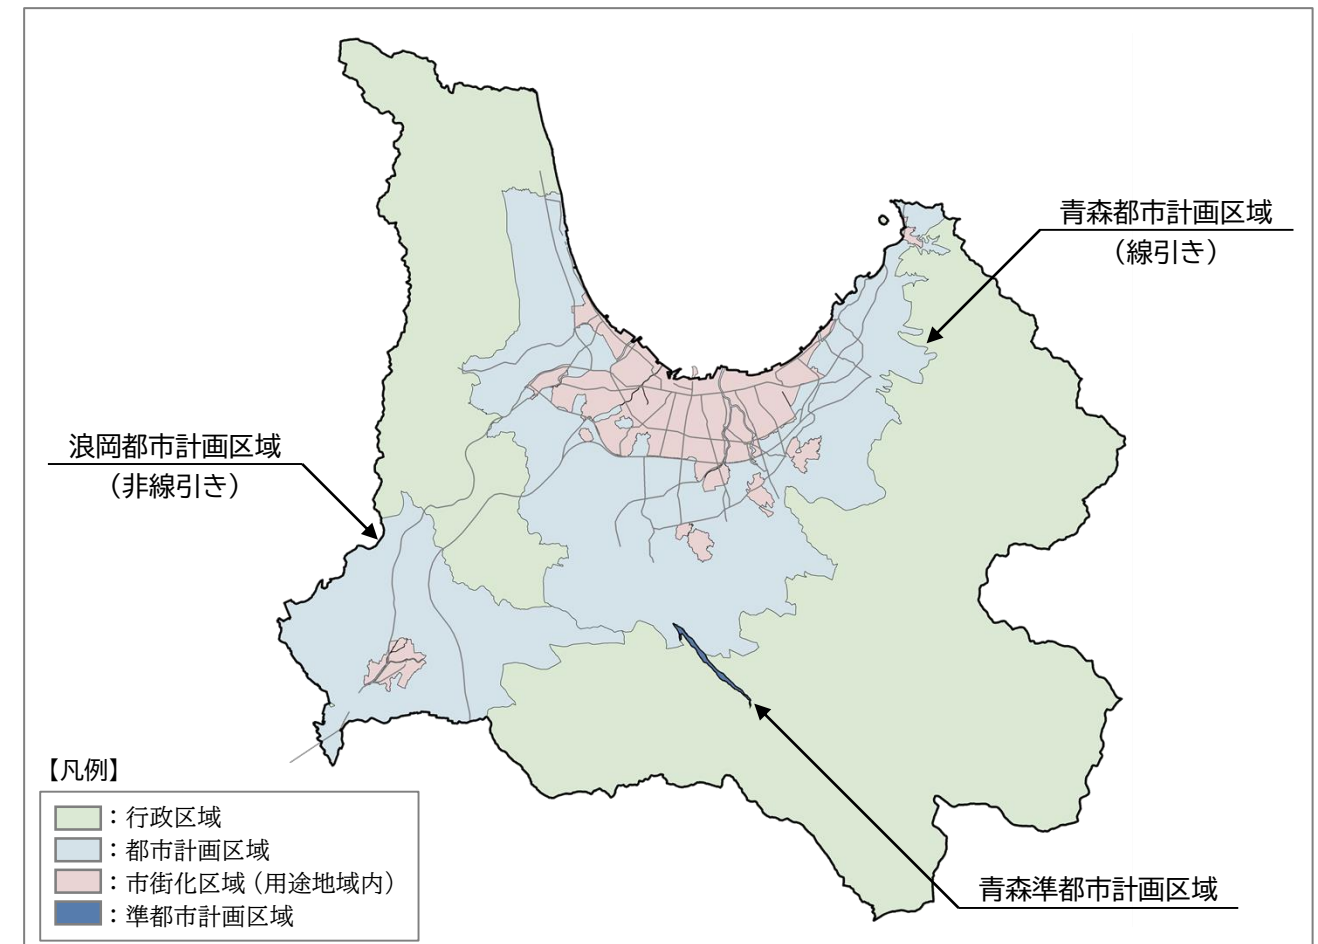 青森都市計画区域
（線引き）
浪岡都市計画区域
（非線引き）
【凡例】
：行政区域
：都市計画区域
：市街化区域（用途地域内）
：準都市計画区域
青森準都市計画区域